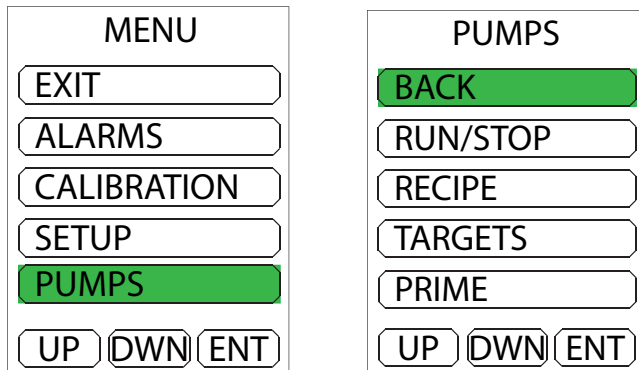 MENU
EXIT
ALARMS
CALIBRATION
SETUP
PUMPS
UP DWN ENT
PUMPS
BACK
RUN/STOP
RECIPE
TARGETS
PRIME
UP DWN ENT